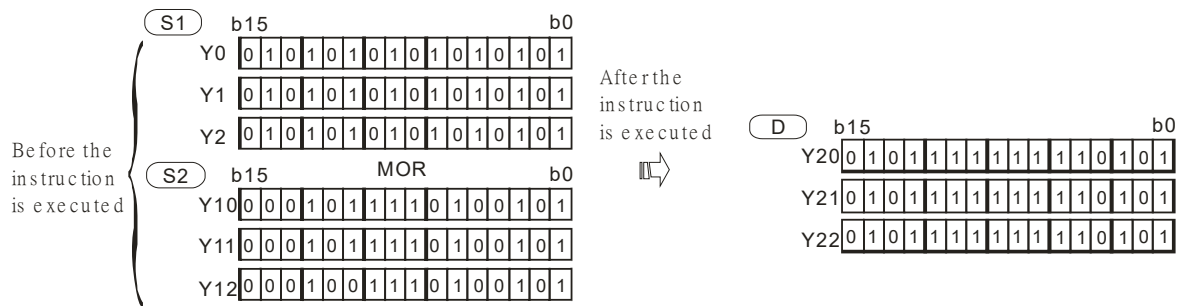 S1 b15 b0
Y0 0 1 0 1 0 1 0 1 0 1 0 1 0 1 0 1
Y1 0 1 0 1 0 1 0 1 0 1 0 1 0 1 0 1
Y2 0 1 0 1 0 1 0 1 0 1 0 1 0 1 0 1
Before the
instruction
is executed
S2 b15 MOR b0
Y10 0 0 0 1 0 1 1 1 1 0 1 0 0 1 0 1
Y11 0 0 0 1 0 1 1 1 1 0 1 0 0 1 0 1
Y12 0 0 0 1 0 0 1 1 1 0 1 0 0 1 0 1
After the
instruction
is executed
D b15 b0
Y20 0 1 0 1 1 1 1 1 1 1 1 1 0 1 0 1
Y21 0 1 0 1 1 1 1 1 1 1 1 1 0 1 0 1
Y22 0 1 0 1 1 1 1 1 1 1 1 1 0 1 0 1